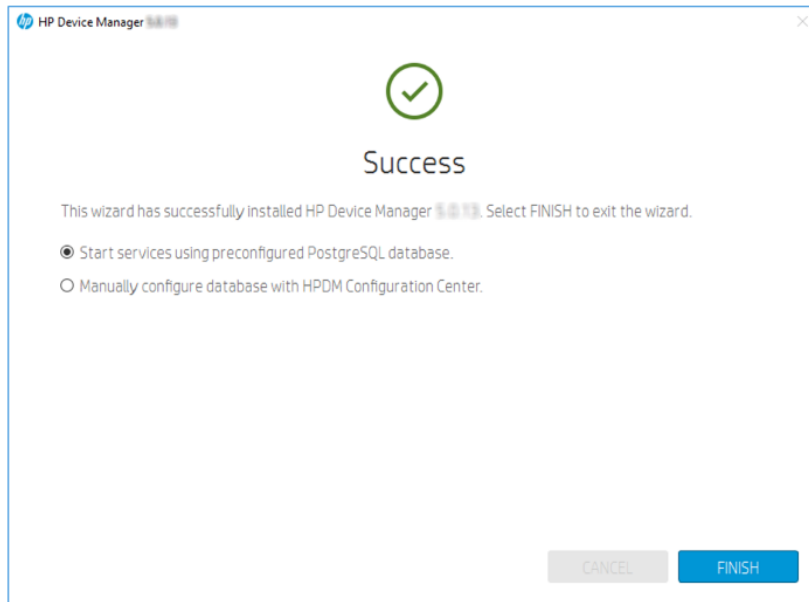 hp HP Device Manager
Success
This wizard has successfully installed HP Device Manager . Select FINISH to exit the wizard.
Start services using preconfigured PostgreSQL database.
Manually configure database with HPDM Configuration Center.
CANCEL FINISH